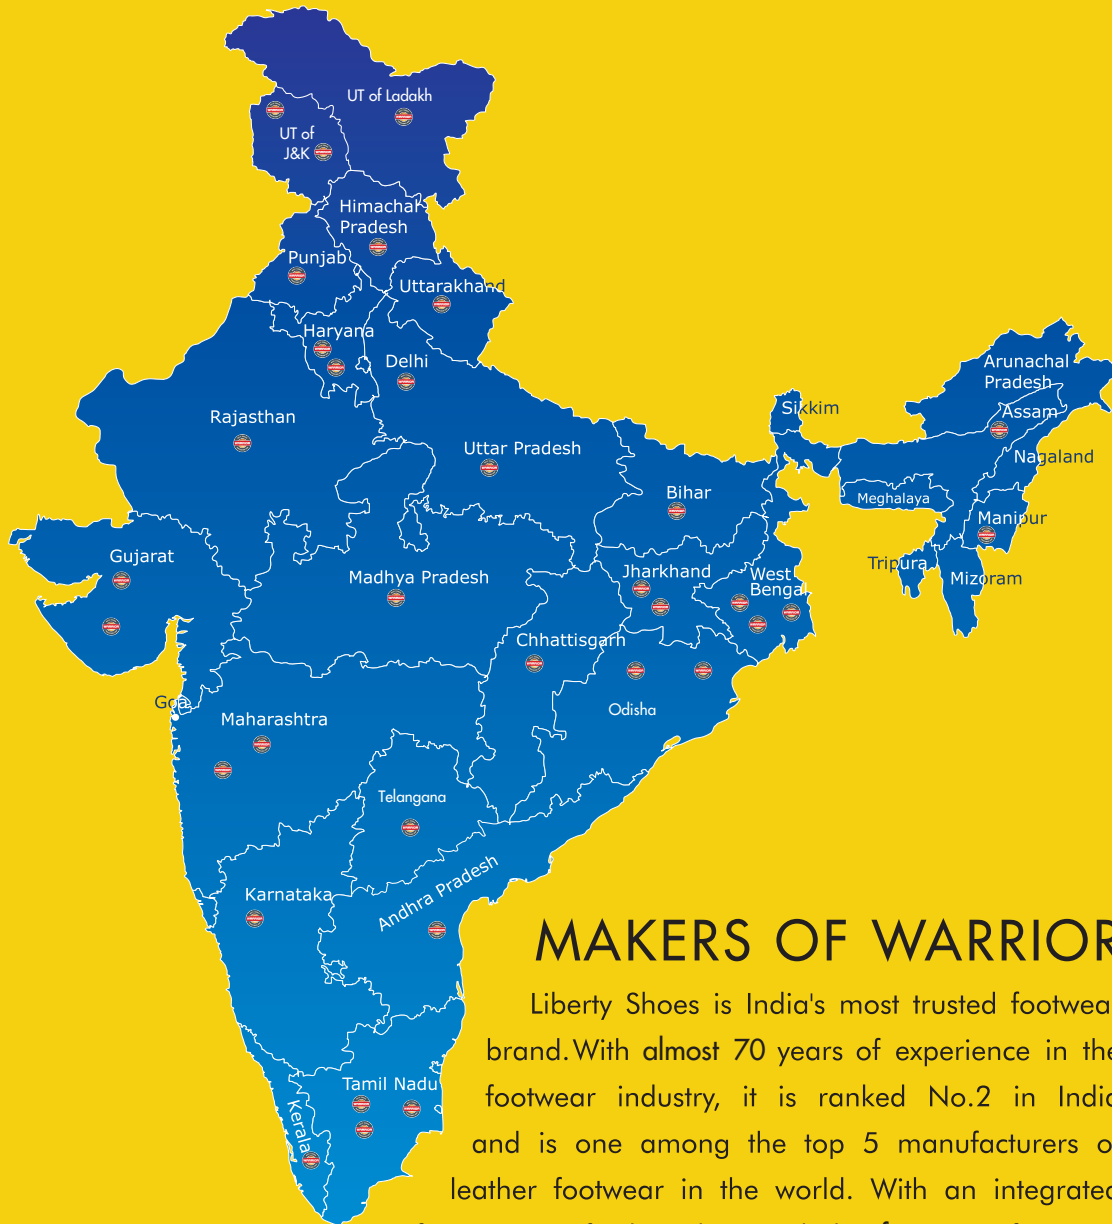 UT of Ladakh
UT of
J&K
Himachal
Pradesh
Punjab
Uttarakhand
Haryana
Delhi
Rajasthan
Uttar Pradesh
Bihar
Sikkim
Arunachal
Pradesh
Assam
Nagaland
Meghalaya
Manipur
Tripura
Mizoram
Gujarat
Madhya Pradesh
Jharkhand
West
Bengal
Chhattisgarh
Odisha
Goa
Maharashtra
Telangana
Karnataka
Andhra Pradesh
Tamil Nadu
Kerala
MAKERS OF WARRIOR
Liberty Shoes is India's most trusted footwea
brand.With almost 70 years of experience in the
footwear industry, it is ranked No.2 in India
and is one among the top 5 manufacturers o
leather footwear in the world. With an integrated